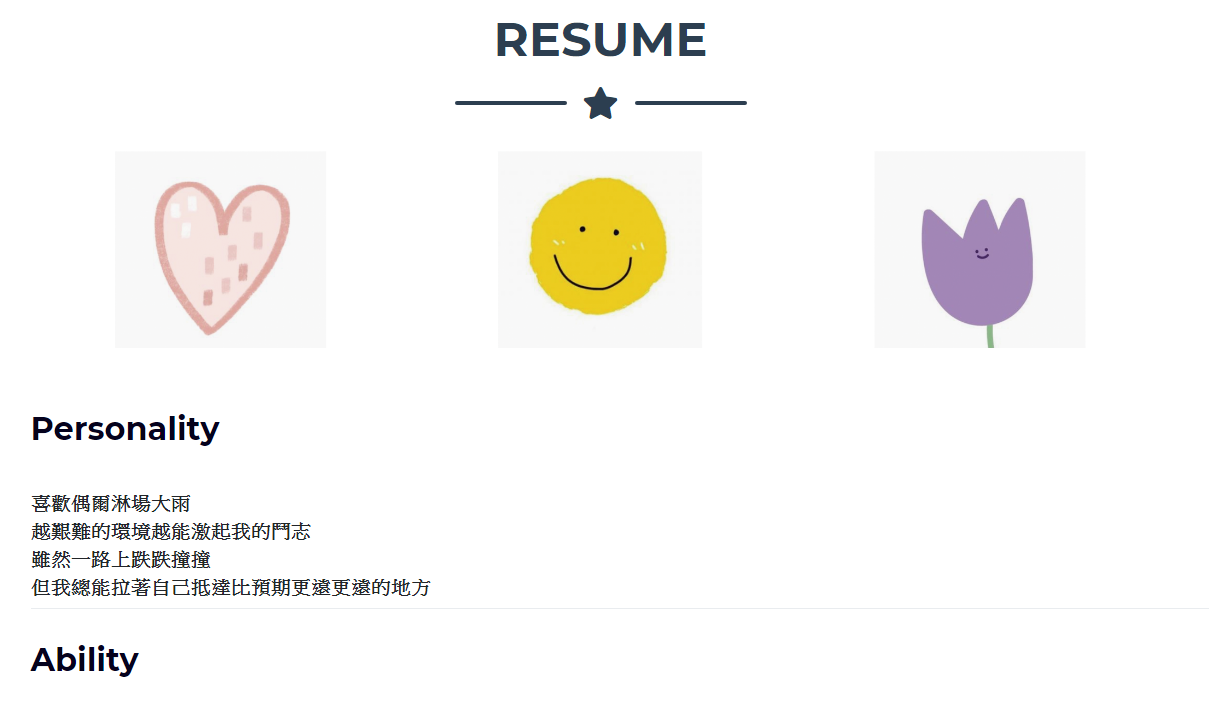 RESUME
Personality
喜歡偶爾淋場大雨
越艱難的環境越能激起我的鬥志
雖然一路上跌跌撞撞
但我總能拉著自己抵達比預期更遠更遠的地方
Ability